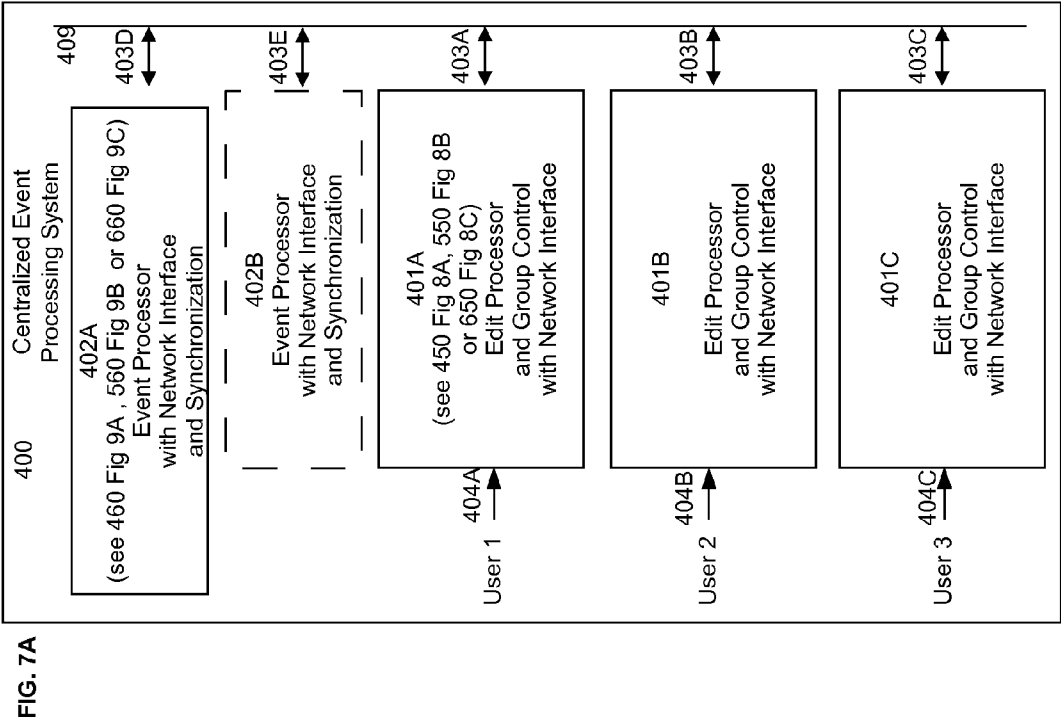 FIG. 7A
400
Centralized Event
Processing System
409
402A
(see 460 Fig 9A , 560 Fig 9B or 660 Fig 9C)
Event Processor
with Network Interface
and Synchronization
403D
402B
Event Processor
with Network Interface
and Synchronization
403E
User 1
404A
401A
(see 450 Fig 8A, 550 Fig 8B
or 650 Fig 8C)
Edit Processor
and Group Control
with Network Interface
403A
User 2
404B
401B
Edit Processor
and Group Control
with Network Interface
403B
User 3
404C
401C
Edit Processor
and Group Control
with Network Interface
403C